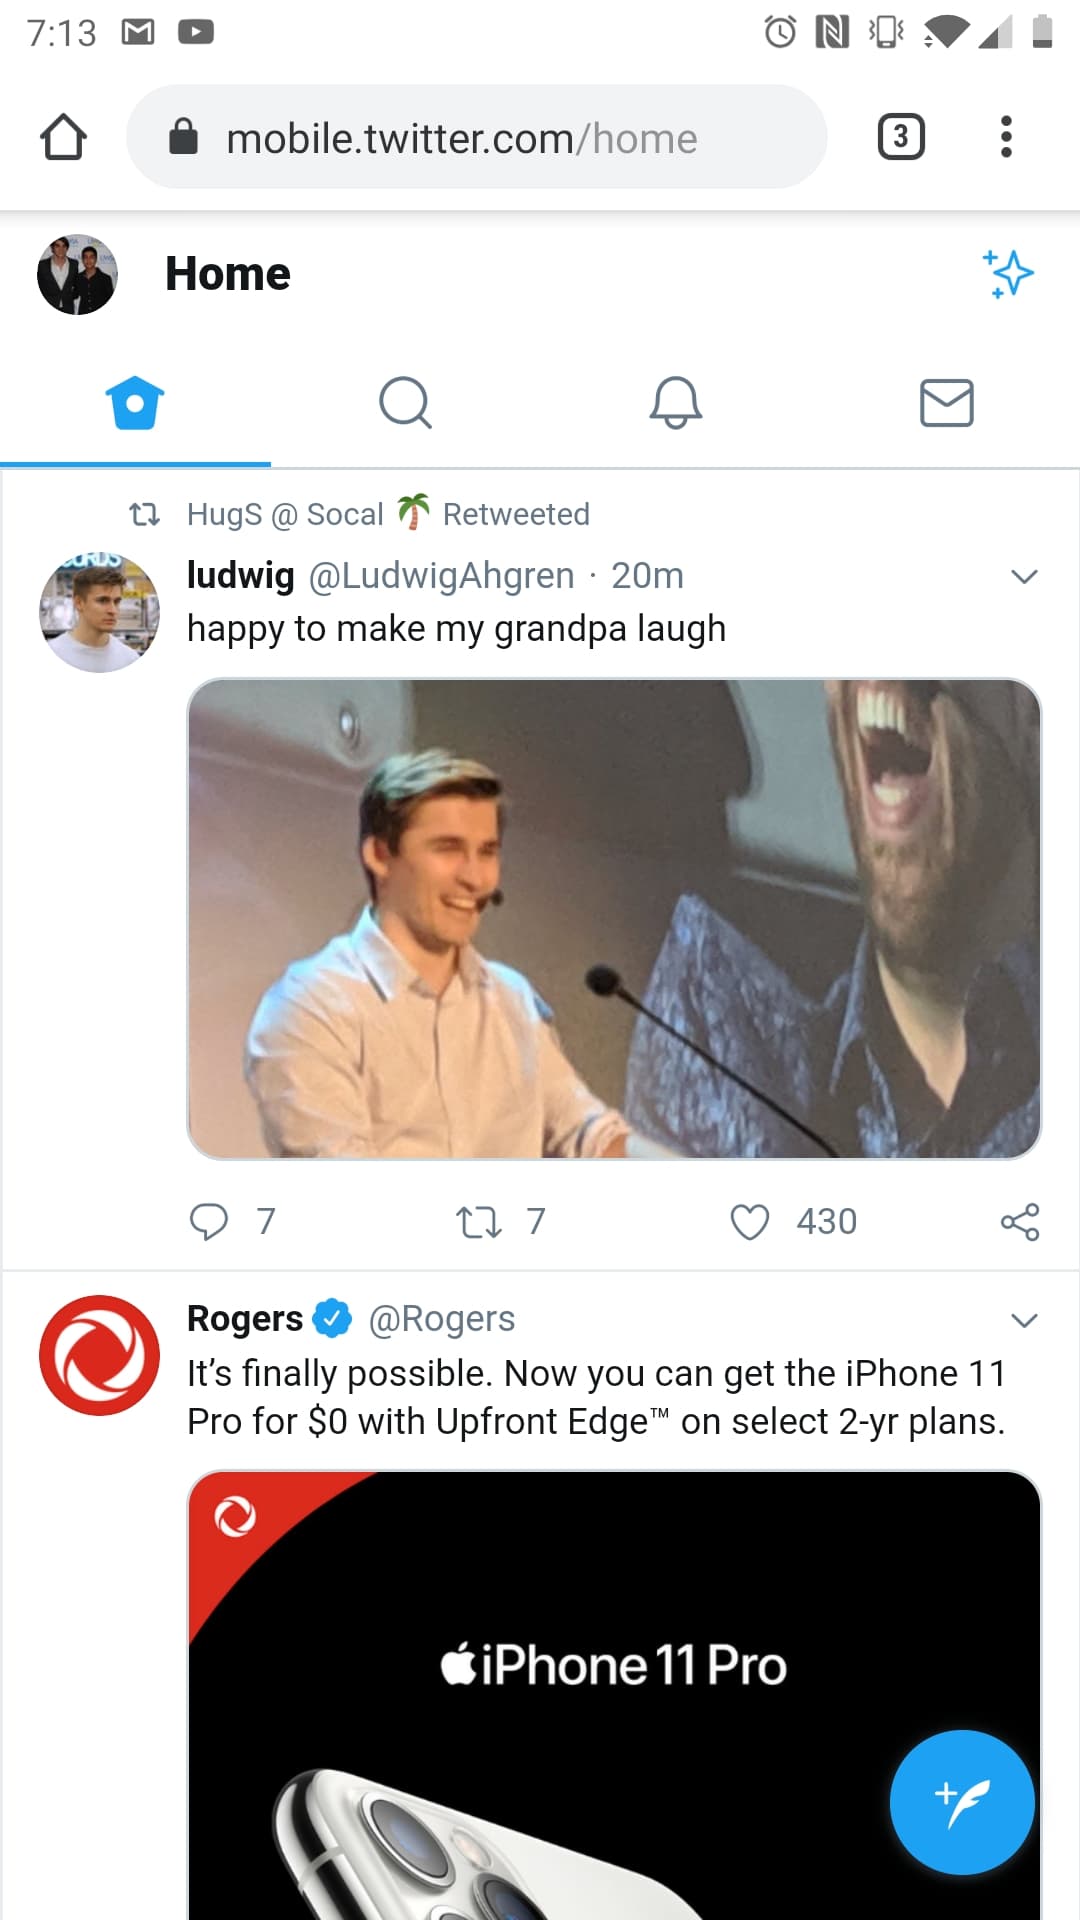 7:13
mobile.twitter.com/home
3
Home
HugS @ Socal 🌴 Retweeted
ludwig @LudwigAhgren · 20m
happy to make my grandpa laugh
7 7 430
Rogers @Rogers
It’s finally possible. Now you can get the iPhone 11
Pro for $0 with Upfront Edge™ on select 2-yr plans.
iPhone 11 Pro